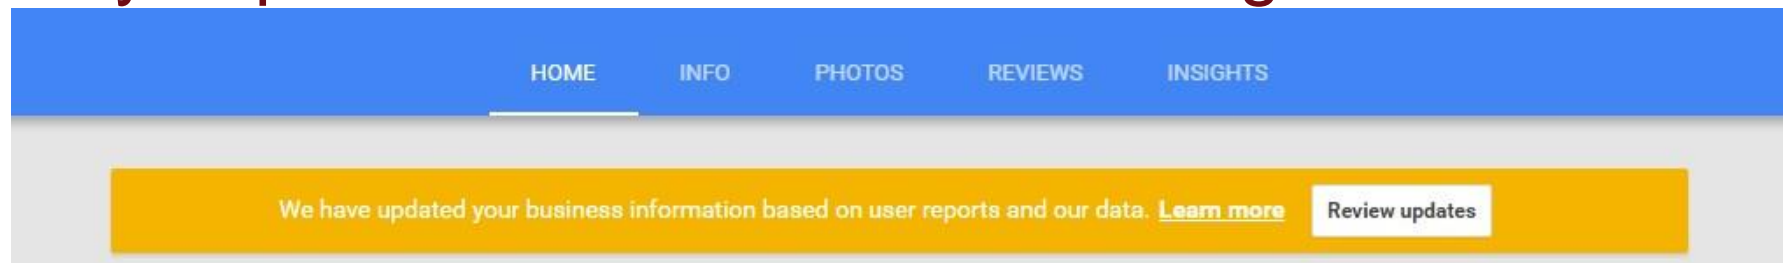 HOME INFO PHOTOS REVIEWS INSIGHTS
We have updated your business information based on user reports and our data. Learn more Review updates